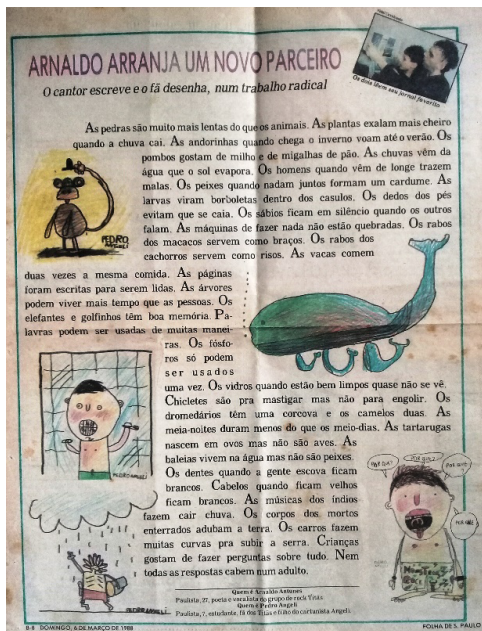 ARNALDO ARRANJA UM NOVO PARCEIRO
O cantor escreve e o fã desenha, num trabalho radical
Os dois lêem seu jornal favorito
As pedras são muito mais lentas do que os animais. As plantas exalam mais cheiro
quando a chuva cai. As andorinhas quando chega o inverno voam até o verão. Os
pombos gostam de milho e de migalhas de pão. As chuvas vêm da
água que o sol evapora. Os homens quando vêm de longe trazem
malas. Os peixes quando nadam juntos formam um cardume. As
larvas viram borboletas dentro dos casulos. Os dedos dos pés
evitam que se caia. Os sábios ficam em silêncio quando os outros
falam. As máquinas de fazer nada não estão quebradas. Os rabos
dos macacos servem como braços. Os rabos dos
cachorros servem como risos. As vacas comem
PEDRO
ANGELI
duas vezes a mesma comida. As páginas
foram escritas para serem lidas. As árvores
podem viver mais tempo que as pessoas. Os
elefantes e golfinhos têm boa memória. Pa-
lavras podem ser usadas de muitas manei-
ras. Os fósfo-
ros só podem
ser usados
uma vez. Os vidros quando estão bem limpos quase não se vê.
Chicletes são pra mastigar mas não para engolir. Os
dromedários têm uma corcova e os camelos duas. As
meia-noites duram menos do que os meio-dias. As tartarugas
nascem em ovos mas não são aves. As
baleias vivem na água mas não são peixes.
Os dentes quando a gente escova ficam
brancos. Cabelos quando ficam velhos
ficam brancos. As músicas dos índios
fazem cair chuva. Os corpos dos mortos
enterrados adubam a terra. Os carros fazem
muitas curvas pra subir a serra. Crianças
gostam de fazer perguntas sobre tudo. Nem
todas as respostas cabem num adulto.
PEDRO ANGELI
POR QUE?
POR QUE?
POR QUE?
POR QUE?
PEDRO ANGELI
Quem é Arnaldo Antunes
Paulista, 27, poeta e vocalista do grupo de rock Titãs
Quem é Pedro Angeli
Paulista, 7, estudante, fã dos Titãs e filho do cartunista Angeli
DOMINGO, 6 DE MARÇO DE 1988
FOLHA DE S. PAULO